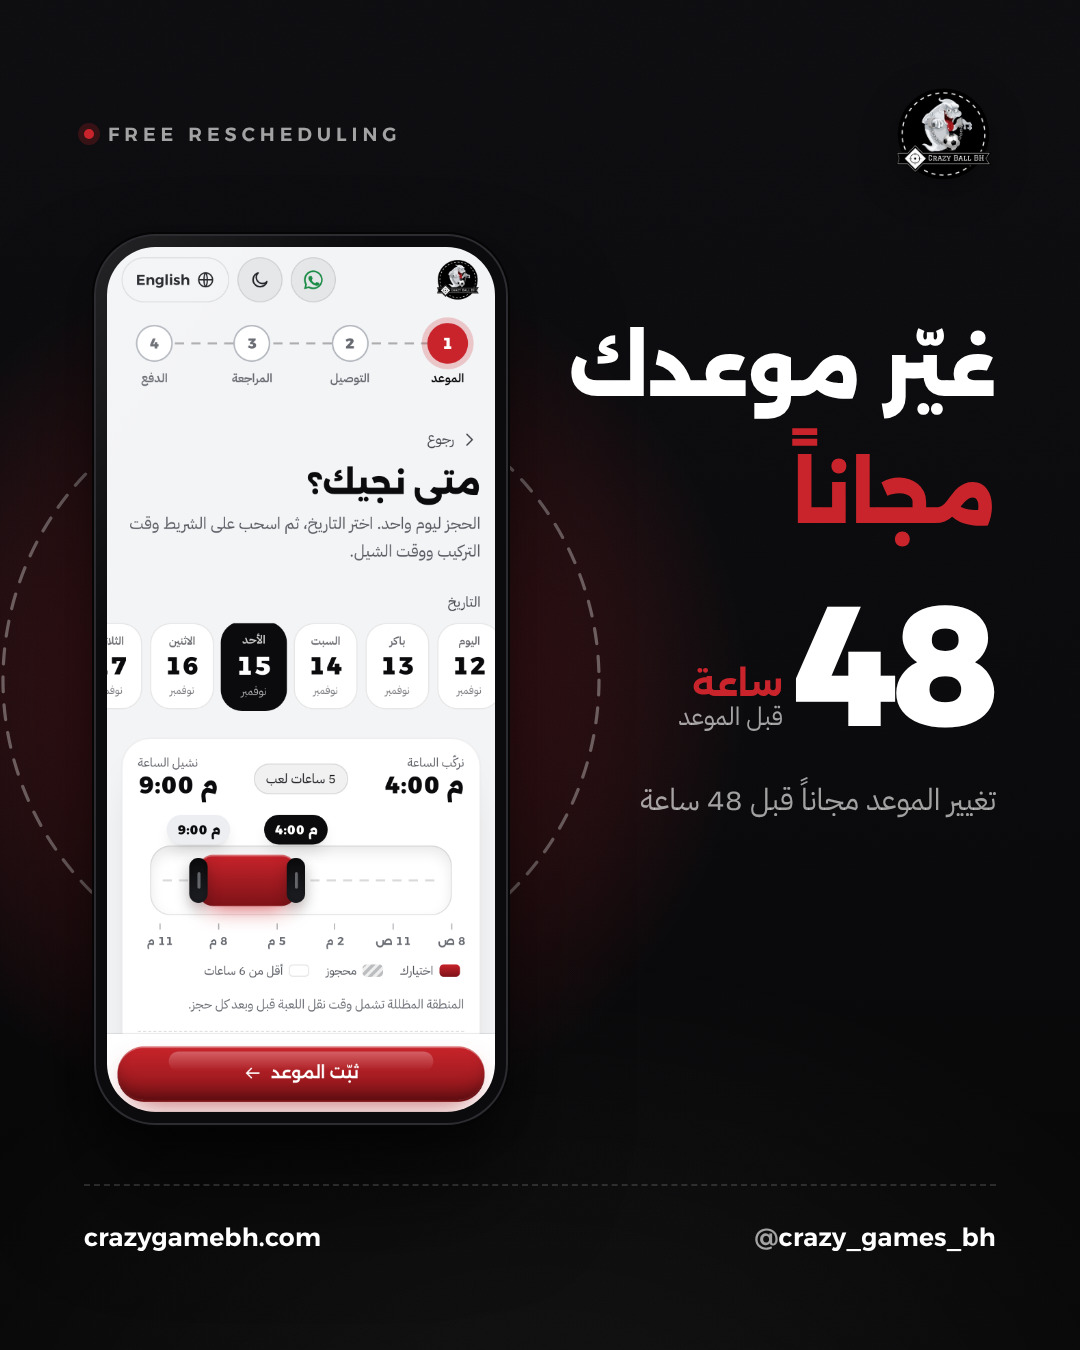 FREE RESCHEDULING
CRAZY BALL BH
غيّر موعدك
مجاناً
48
ساعة
قبل الموعد
تغيير الموعد مجاناً قبل 48 ساعة
English
1 2 3 4
الموعد التوصيل المراجعة الدفع
رجوع
متى نجيك؟
الحجز ليوم واحد. اختر التاريخ، ثم اسحب على الشريط وقت
التركيب ووقت الشيل.
التاريخ
اليوم باكر السبت الأحد الاثنين
12 13 14 15 16
نوفمبر نوفمبر نوفمبر نوفمبر نوفمبر
نركّب الساعة نشيل الساعة
4:00 م 5 ساعات لعب 9:00 م
4:00 م 9:00 م
8 ص 11 ص 2 م 5 م 8 م 11 م
اختيارك محجوز أقل من 6 ساعات
المنطقة المظللة تشمل وقت نقل اللعبة قبل وبعد كل حجز.
ثبّت الموعد ←
crazygamebh.com
@crazy_games_bh